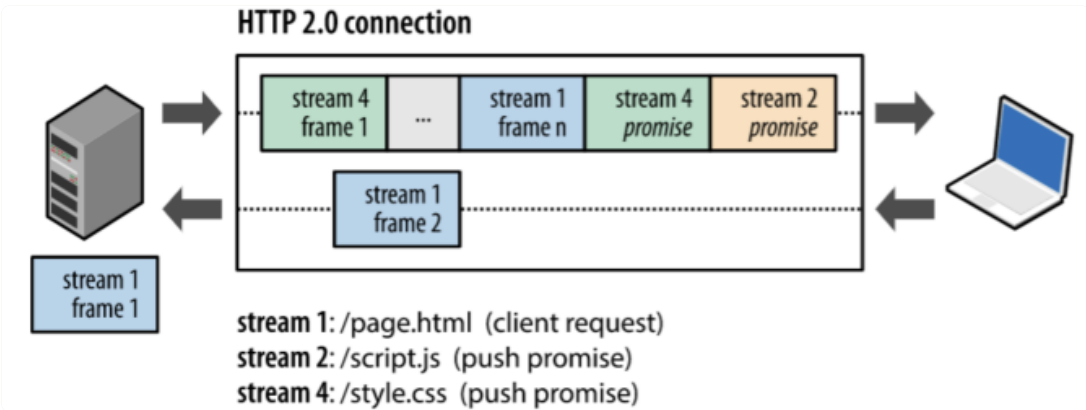 HTTP 2.0 connection
stream 4
frame 1
...
stream 1
frame n
stream 4
promise
stream 2
promise
stream 1
frame 2
stream 1
frame 1
stream 1: /page.html (client request)
stream 2: /script.js (push promise)
stream 4: /style.css (push promise)